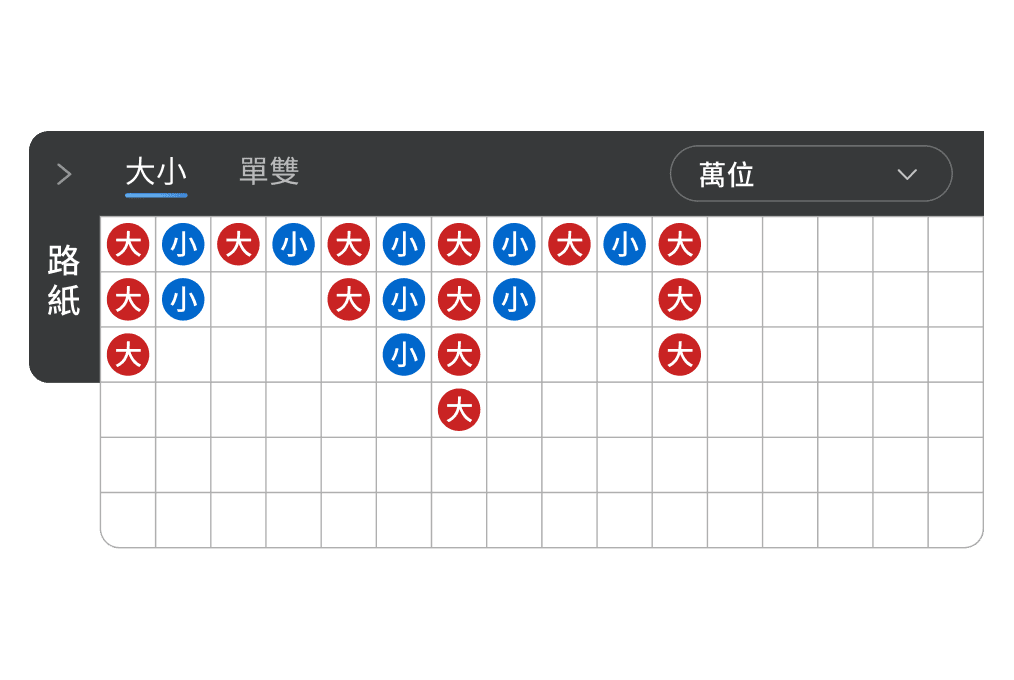 大小 單雙 萬位
路紙
大 小 大 小 大 小 大 小 大 小 大
大 小 大 小 大 小 大
大 小 大 大
大